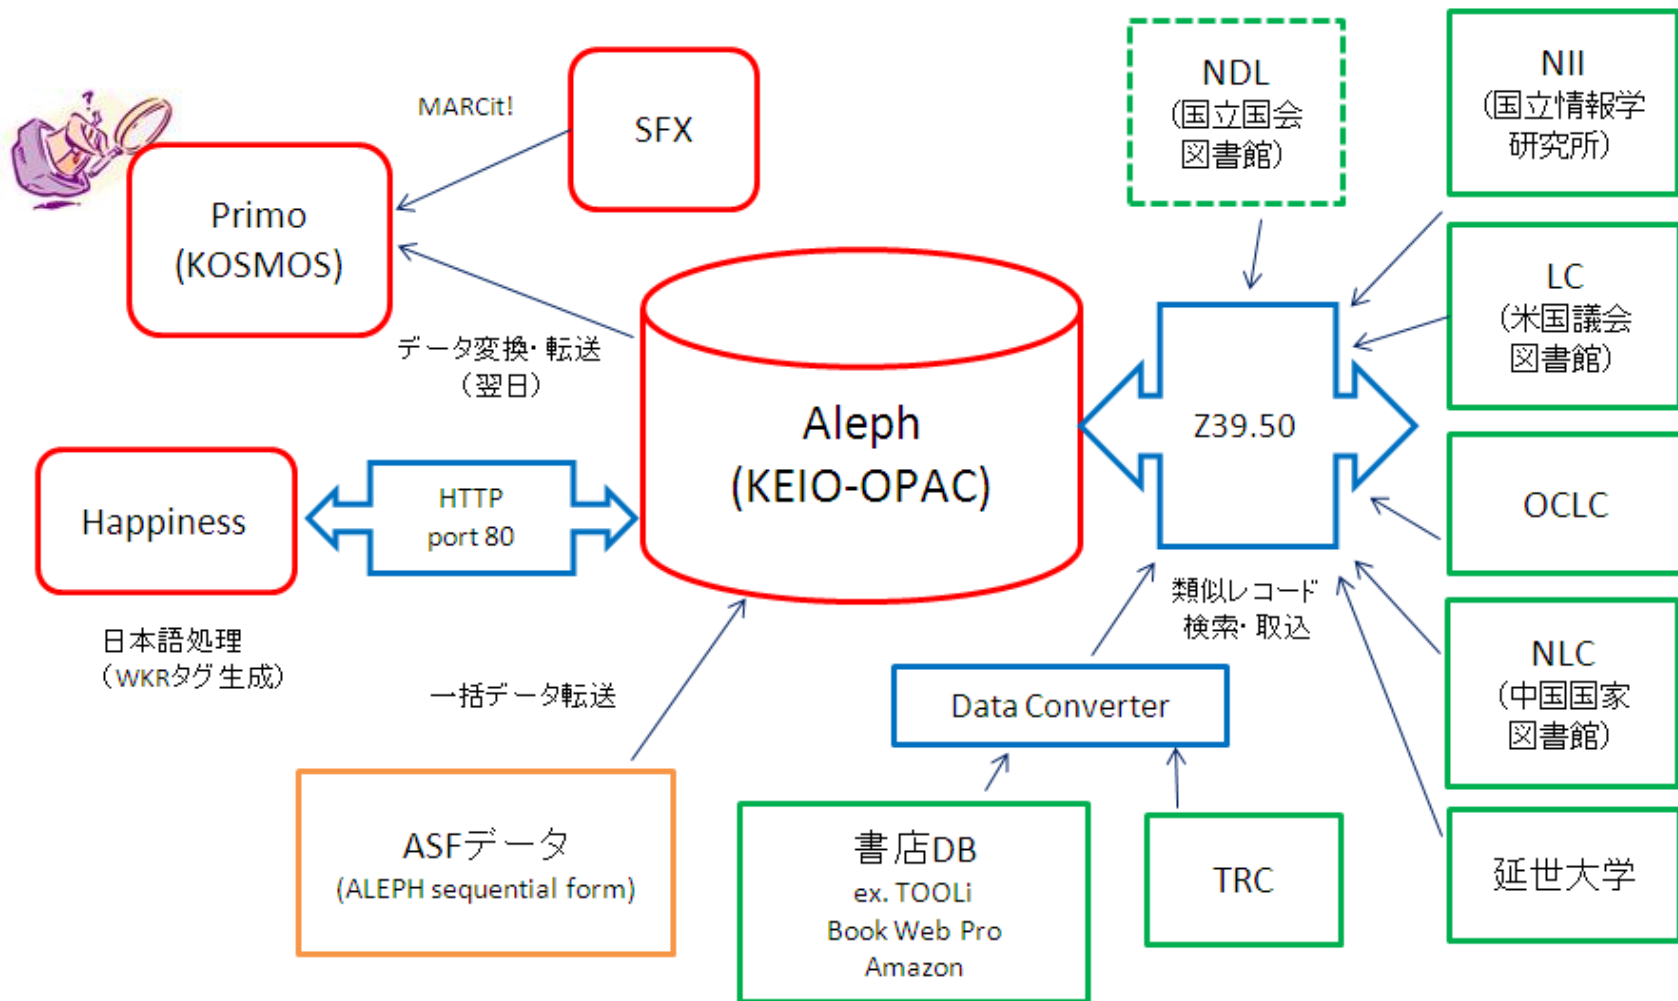 MARCit!
SFX
Primo
(KOSMOS)
データ変換・転送
（翌日）
Happiness
HTTP
port 80
日本語処理
（WKRタグ生成）
Aleph
(KEIO-OPAC)
一括データ転送
ASFデータ
(ALEPH sequential form)
NDL
（国立国会
図書館）
NII
（国立情報学
研究所）
LC
（米国議会
図書館）
Z39.50
OCLC
類似レコード
検索・取込
NLC
（中国国家
図書館）
Data Converter
書店DB
ex. TOOLi
Book Web Pro
Amazon
TRC
延世大学
?